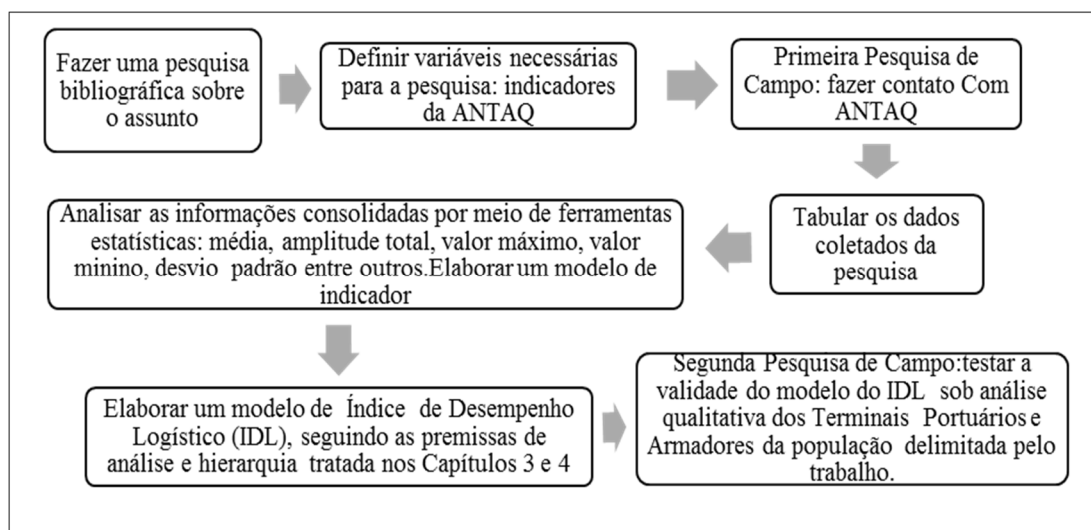 Fazer uma pesquisa
bibliográfica sobre
o assunto
Definir variáveis necessárias
para a pesquisa: indicadores
da ANTAQ
Primeira Pesquisa de
Campo: fazer contato Com
ANTAQ
Tabular os dados
coletados da
pesquisa
Analisar as informações consolidadas por meio de ferramentas
estatísticas: média, amplitude total, valor máximo, valor
minino, desvio padrão entre outros.Elaborar um modelo de
indicador
Elaborar um modelo de Índice de Desempenho
Logístico (IDL), seguindo as premissas de
análise e hierarquia tratada nos Capítulos 3 e 4
Segunda Pesquisa de Campo:testar a
validade do modelo do IDL sob análise
qualitativa dos Terminais Portuários e
Armadores da população delimitada pelo
trabalho.